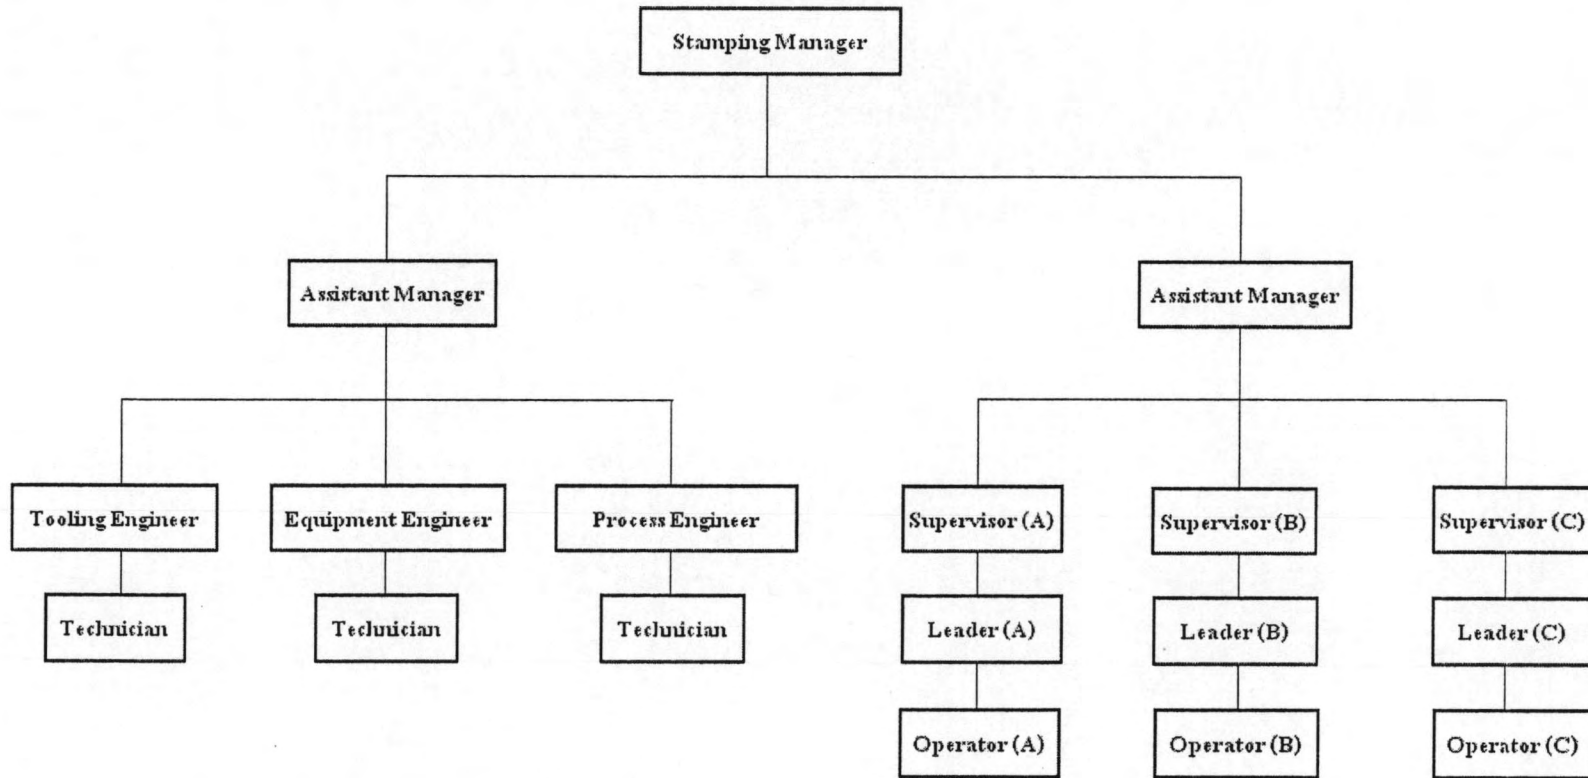 Stamping Manager
Assistant Manager
Assistant Manager
Tooling Engineer
Equipment Engineer
Process Engineer
Supervisor (A)
Supervisor (B)
Supervisor (C)
Technician
Technician
Technician
Leader (A)
Leader (B)
Leader (C)
Operator (A)
Operator (B)
Operator (C)